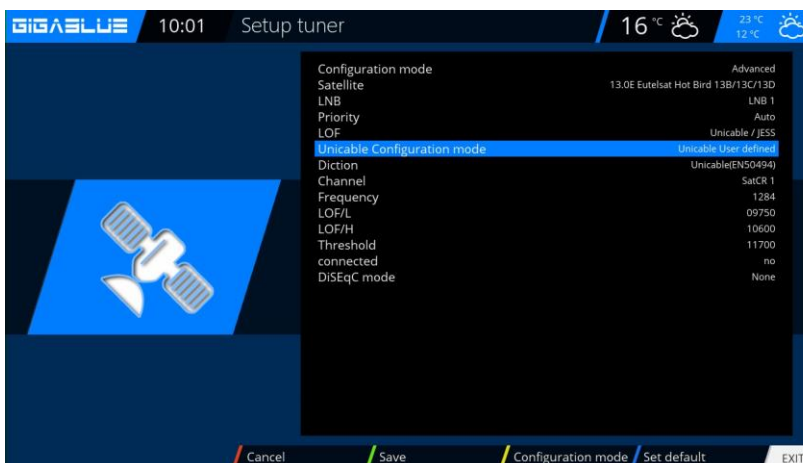 GIGABLUE 10:01 Setup tuner 16 °C 23 °C
12 °C
Configuration mode Advanced
Satellite 13.0E Eutelsat Hot Bird 13B/13C/13D
LNB LNB 1
Priority Auto
LOF Unicable / JESS
Unicable Configuration mode Unicable User defined
Diction Unicable(EN50494)
Channel SatCR 1
Frequency 1284
LOF/L 09750
LOF/H 10600
Threshold 11700
connected no
DiSEqC mode None
Cancel Save Configuration mode Set default EXIT